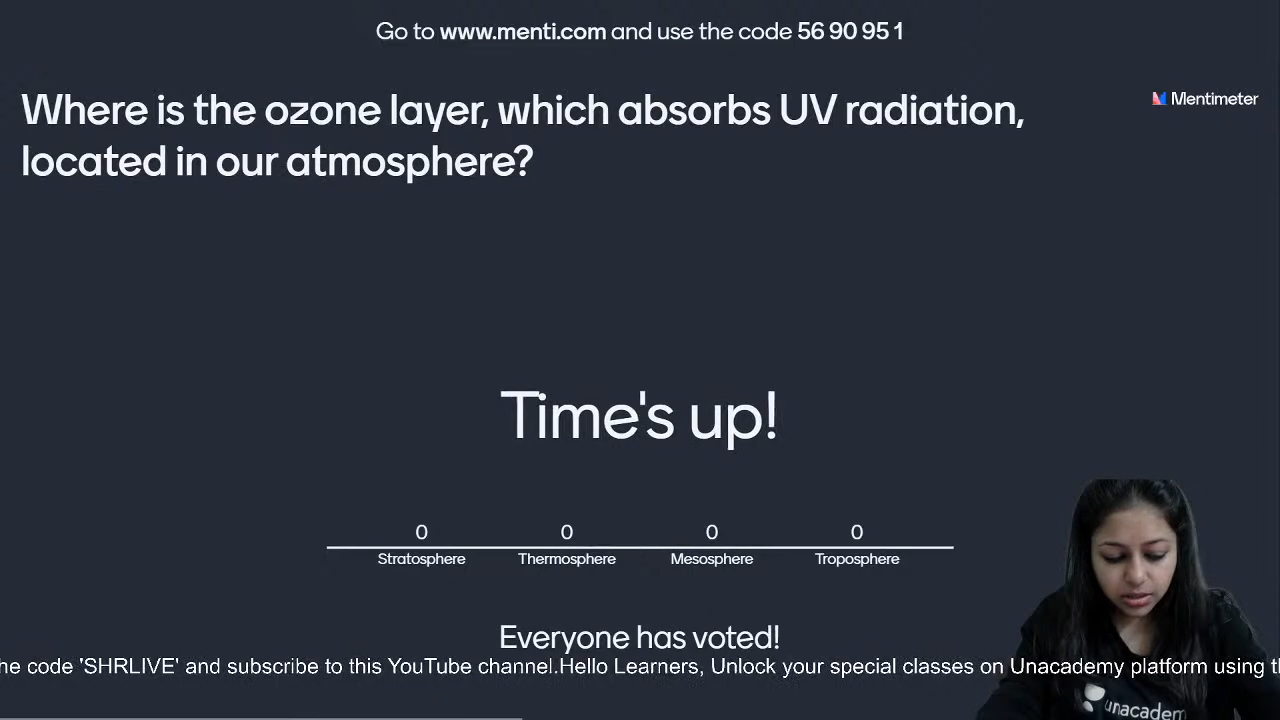 Go to www.menti.com and use the code 56 90 95 1
Where is the ozone layer, which absorbs UV radiation,
located in our atmosphere?
Mentimeter
Time's up!
0 0 0 0
Stratosphere Thermosphere Mesosphere Troposphere
Everyone has voted!
he code 'SHRLIVE' and subscribe to this YouTube channel.Hello Learners, Unlock your special classes on Unacademy platform using th
unacadem